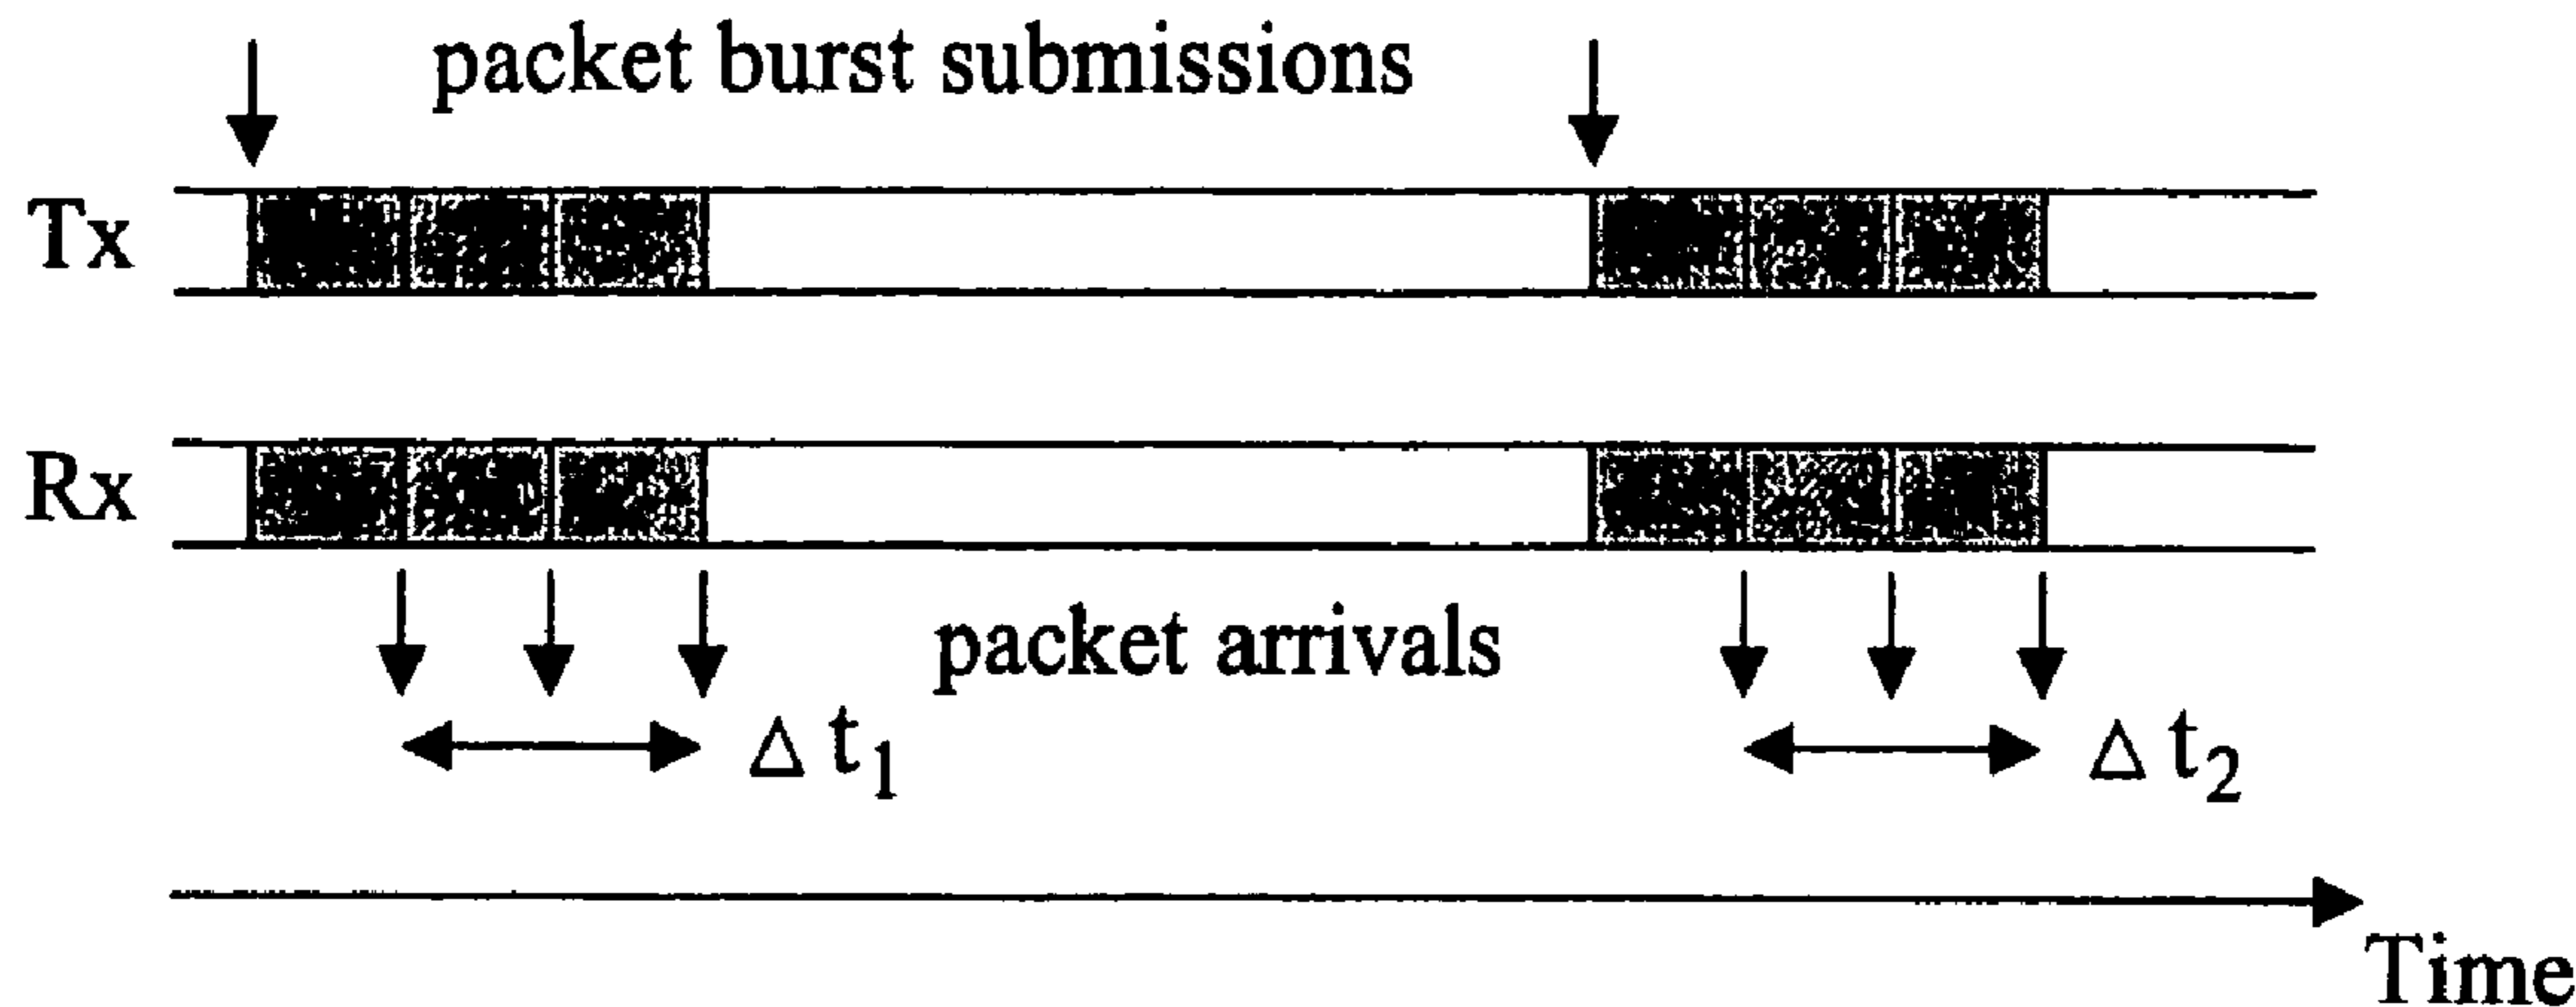 packet burst submissions
Tx
Rx
packet arrivals
Δ t₁
Δ t₂
Time